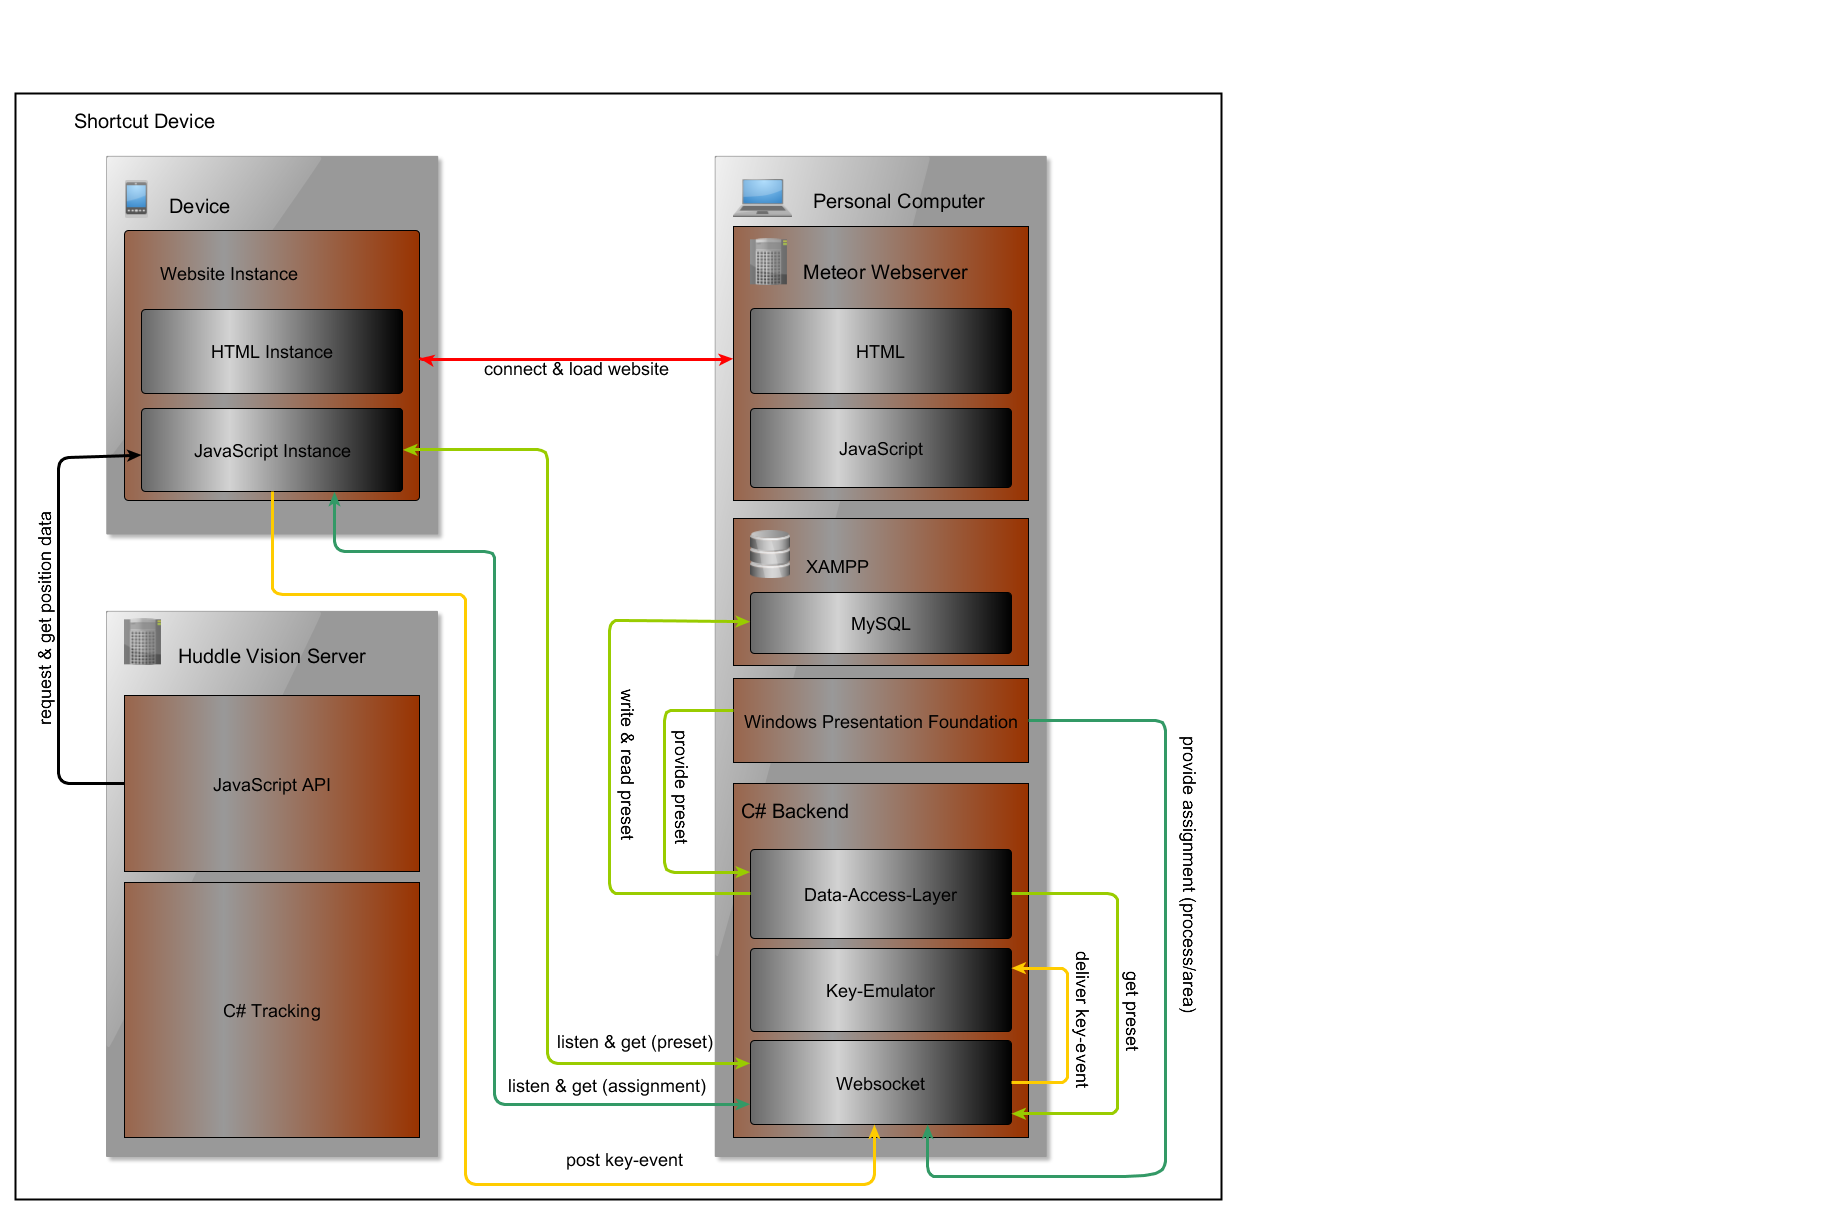 Shortcut Device
Device
Website Instance
HTML Instance
JavaScript Instance
Personal Computer
Meteor Webserver
HTML
JavaScript
connect & load website
request & get position data
Huddle Vision Server
JavaScript API
C# Tracking
XAMPP
MySQL
Windows Presentation Foundation
write & read preset
provide preset
provide assignment (process/area)
C# Backend
Data-Access-Layer
Key-Emulator
Websocket
deliver key-event
get preset
listen & get (preset)
listen & get (assignment)
post key-event